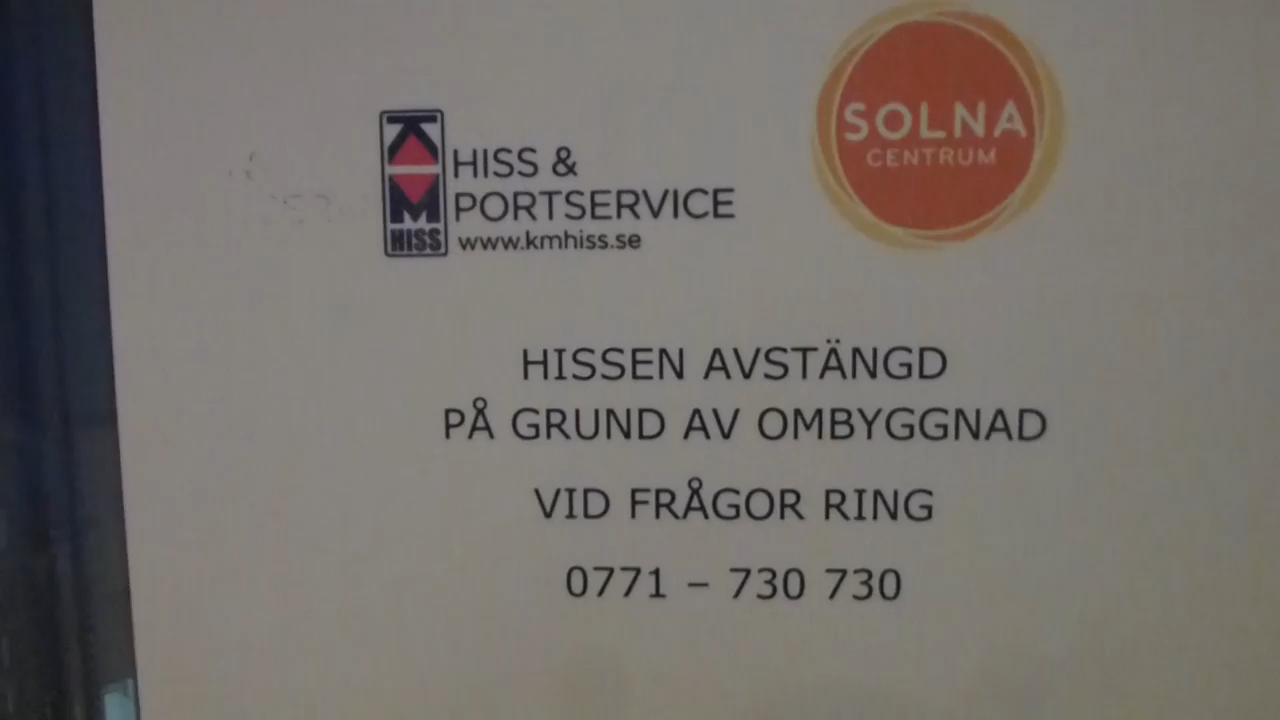 KM
HISS
HISS &
PORTSERVICE
www.kmhiss.se
SOLNA
CENTRUM
HISSEN AVSTÄNGD
PÅ GRUND AV OMBYGGNAD
VID FRÅGOR RING
0771 – 730 730